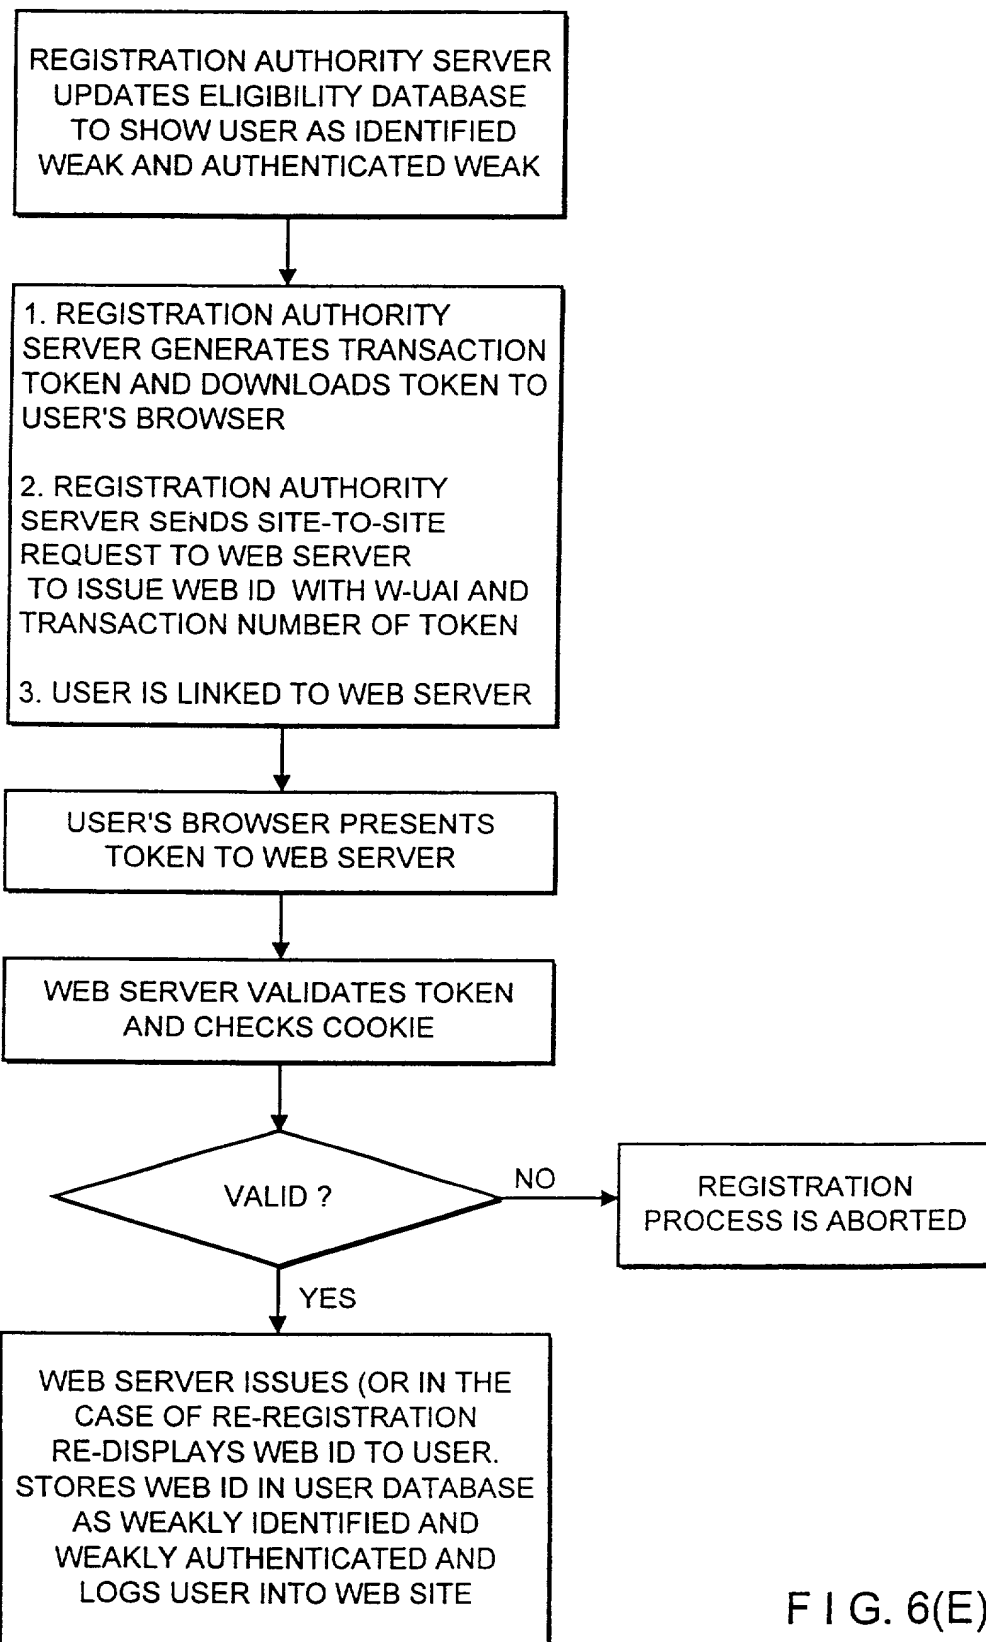 REGISTRATION AUTHORITY SERVER
UPDATES ELIGIBILITY DATABASE
TO SHOW USER AS IDENTIFIED
WEAK AND AUTHENTICATED WEAK
1. REGISTRATION AUTHORITY
SERVER GENERATES TRANSACTION
TOKEN AND DOWNLOADS TOKEN TO
USER'S BROWSER
2. REGISTRATION AUTHORITY
SERVER SENDS SITE-TO-SITE
REQUEST TO WEB SERVER
TO ISSUE WEB ID WITH W-UAI AND
TRANSACTION NUMBER OF TOKEN
3. USER IS LINKED TO WEB SERVER
USER'S BROWSER PRESENTS
TOKEN TO WEB SERVER
WEB SERVER VALIDATES TOKEN
AND CHECKS COOKIE
VALID ?
NO
REGISTRATION
PROCESS IS ABORTED
YES
WEB SERVER ISSUES (OR IN THE
CASE OF RE-REGISTRATION
RE-DISPLAYS WEB ID TO USER.
STORES WEB ID IN USER DATABASE
AS WEAKLY IDENTIFIED AND
WEAKLY AUTHENTICATED AND
LOGS USER INTO WEB SITE
F I G. 6(E)